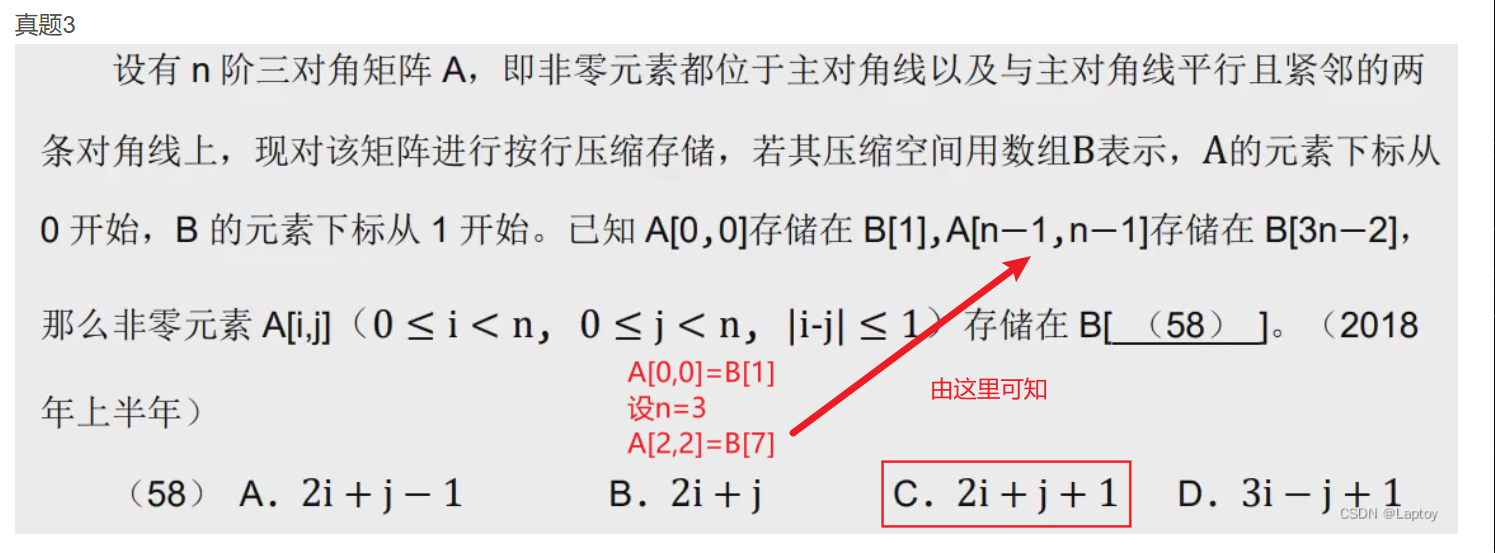 真题3
设有 n 阶三对角矩阵 A，即非零元素都位于主对角线以及与主对角线平行且紧邻的两
条对角线上，现对该矩阵进行按行压缩存储，若其压缩空间用数组B表示，A的元素下标从
0 开始，B 的元素下标从 1 开始。已知 A[0,0]存储在 B[1],A[n－1,n－1]存储在 B[3n－2]，
那么非零元素 A[i,j]（0 ≤ i < n，0 ≤ j < n，|i-j| ≤ 1）存储在 B[ （58） ]。（2018
A[0,0]=B[1]
设n=3
由这里可知
年上半年）
A[2,2]=B[7]
（58） A．2i + j − 1 B．2i + j C．2i + j + 1 D．3i − j + 1
CSDN @Laptoy